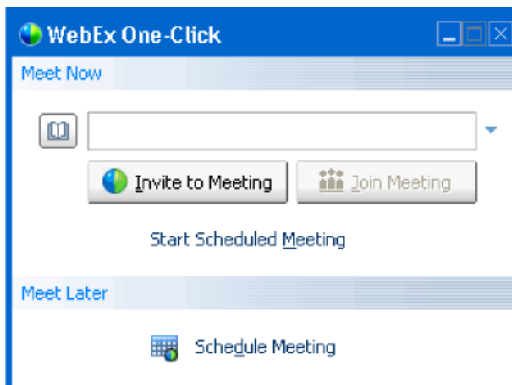 WebEx One-Click
Meet Now
Invite to Meeting Join Meeting
Start Scheduled Meeting
Meet Later
Schedule Meeting